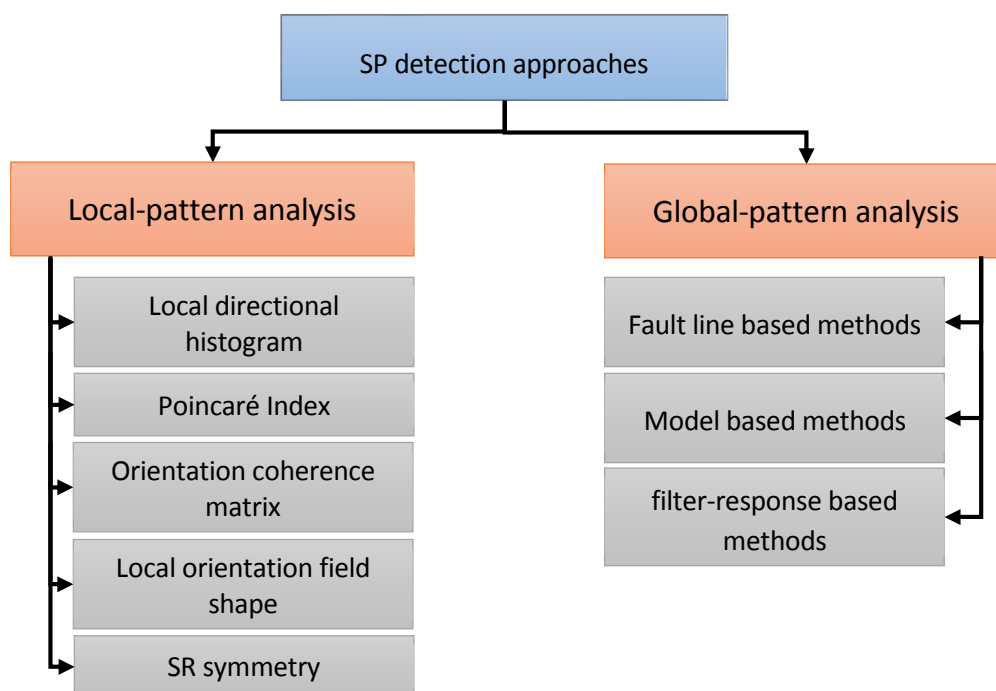 SP detection approaches
Local-pattern analysis
Local directional
histogram
Poincaré Index
Orientation coherence
matrix
Local orientation field
shape
SR symmetry
Global-pattern analysis
Fault line based methods
Model based methods
filter-response based
methods